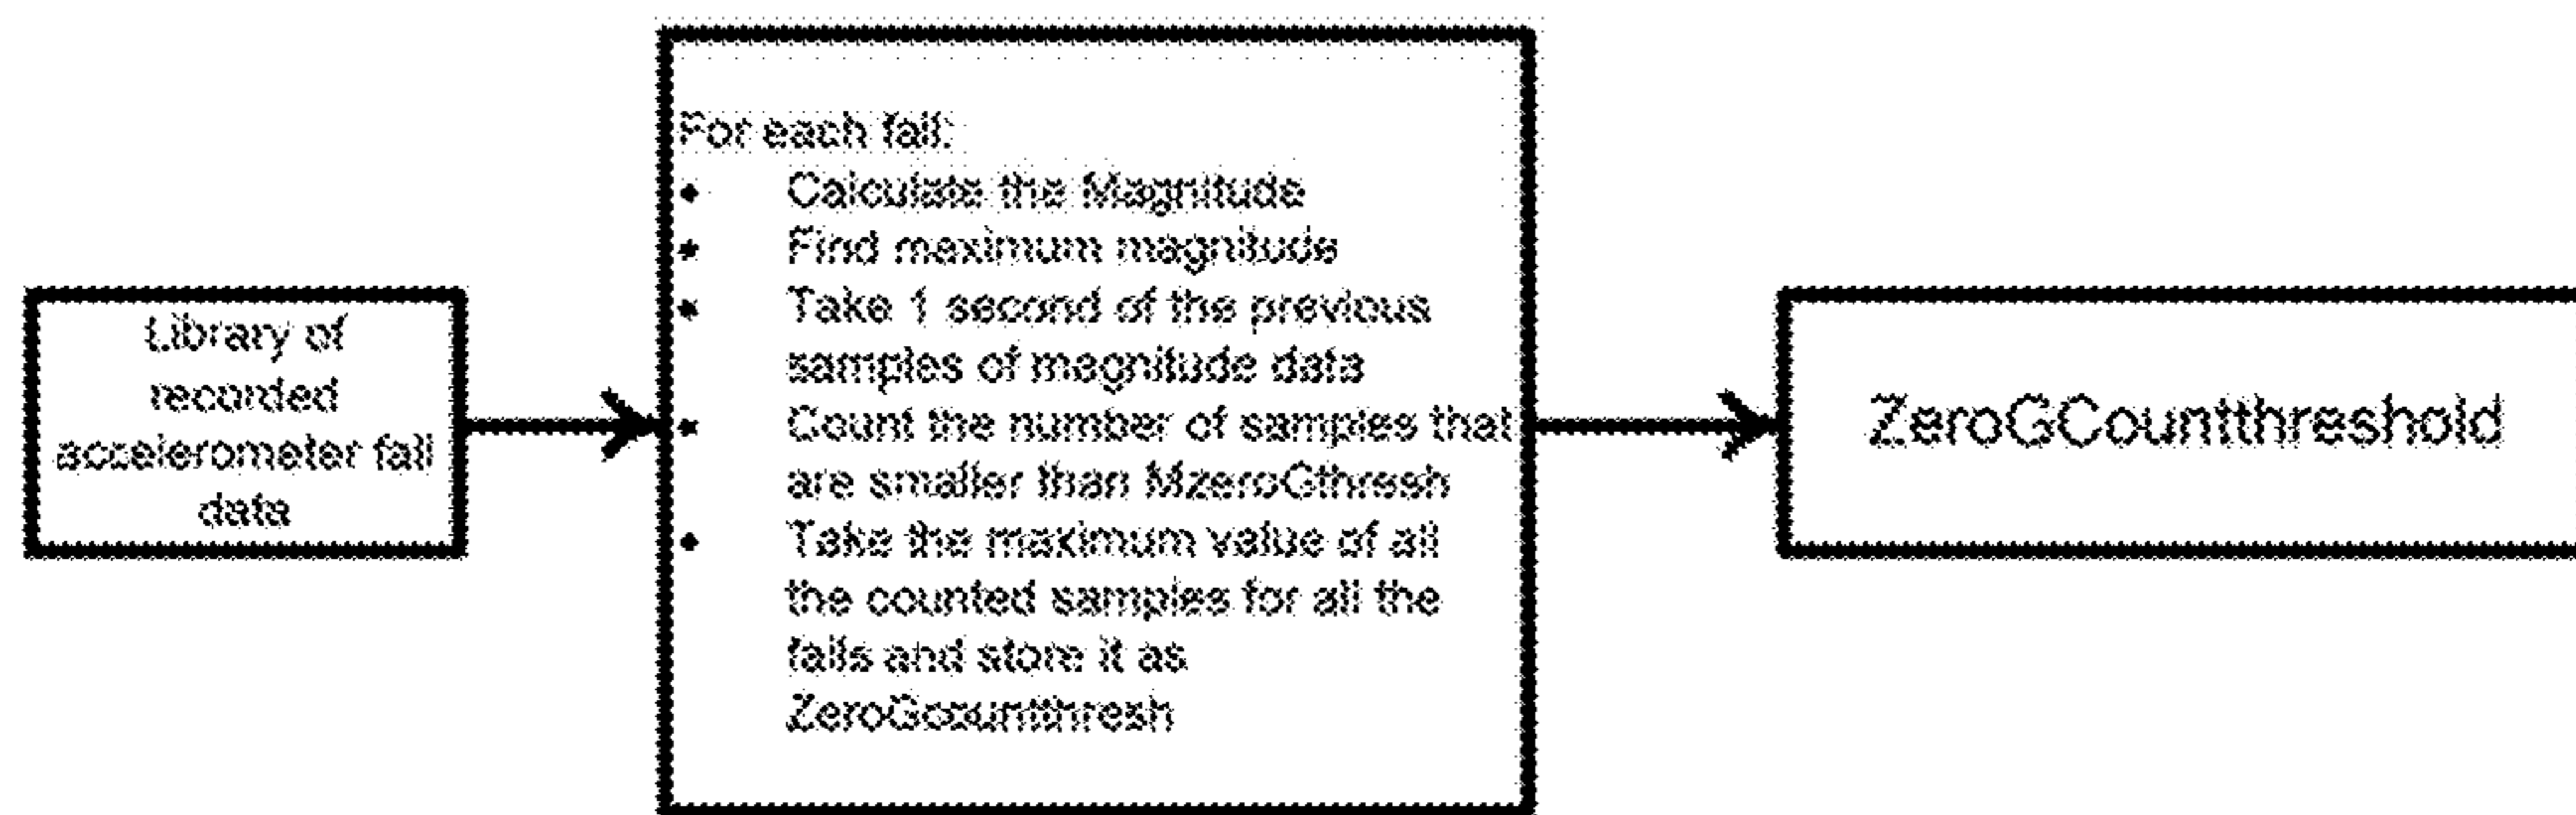 Library of
recorded
accelerometer fall
data
For each fall:
• Calculate the Magnitude
• Find maximum magnitude
• Take 1 second of the previous
samples of magnitude data
• Count the number of samples that
are smaller than MzeroGthresh
• Take the maximum value of all
the counted samples for all the
falls and store it as
ZeroGcountthresh
ZeroGCountthreshold